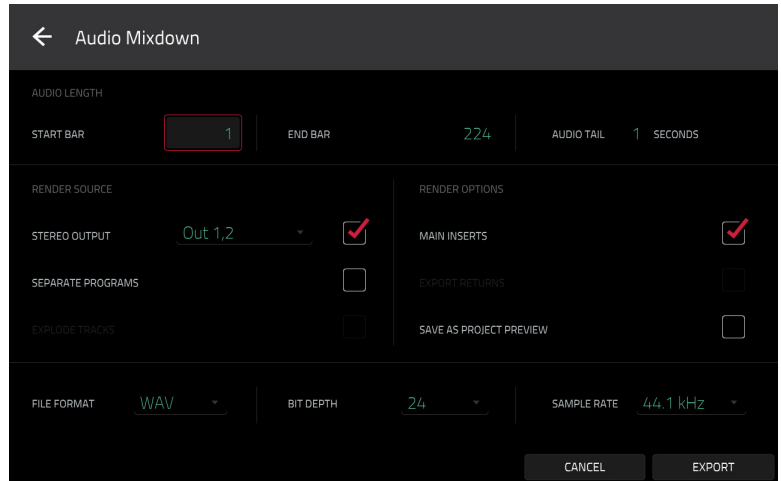 Audio Mixdown
AUDIO LENGTH
START BAR 1 END BAR 224 AUDIO TAIL 1 SECONDS
RENDER SOURCE RENDER OPTIONS
STEREO OUTPUT Out 1,2 MAIN INSERTS
SEPARATE PROGRAMS EXPORT RETURNS
EXPLODE TRACKS SAVE AS PROJECT PREVIEW
FILE FORMAT WAV BIT DEPTH 24 SAMPLE RATE 44.1 kHz
CANCEL EXPORT